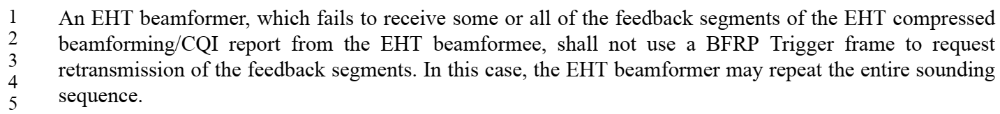 1 An EHT beamformer, which fails to receive some or all of the feedback segments of the EHT compressed
2 beamforming/CQI report from the EHT beamformee, shall not use a BFRP Trigger frame to request
3 retransmission of the feedback segments. In this case, the EHT beamformer may repeat the entire sounding
4
5 sequence.